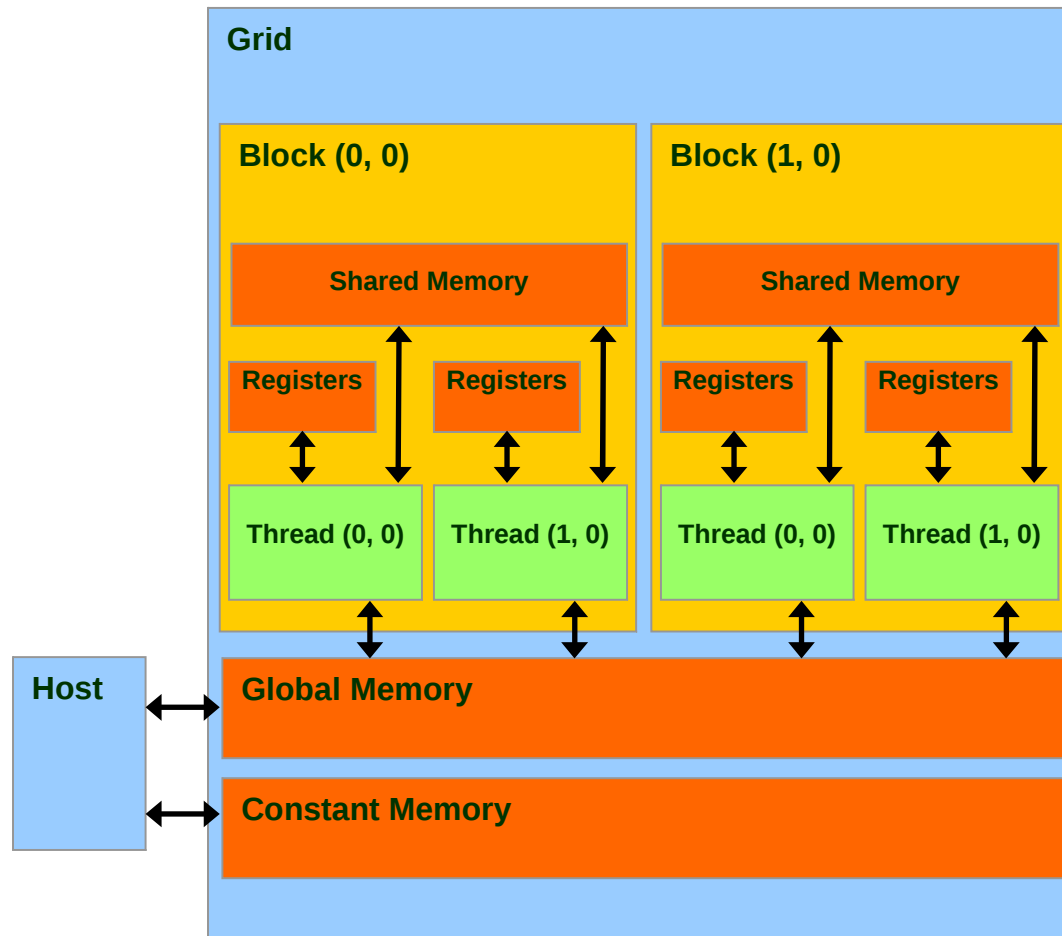 Grid
Block (0, 0)
Block (1, 0)
Shared Memory
Shared Memory
Registers
Registers
Registers
Registers
Thread (0, 0)
Thread (1, 0)
Thread (0, 0)
Thread (1, 0)
Host
Global Memory
Constant Memory